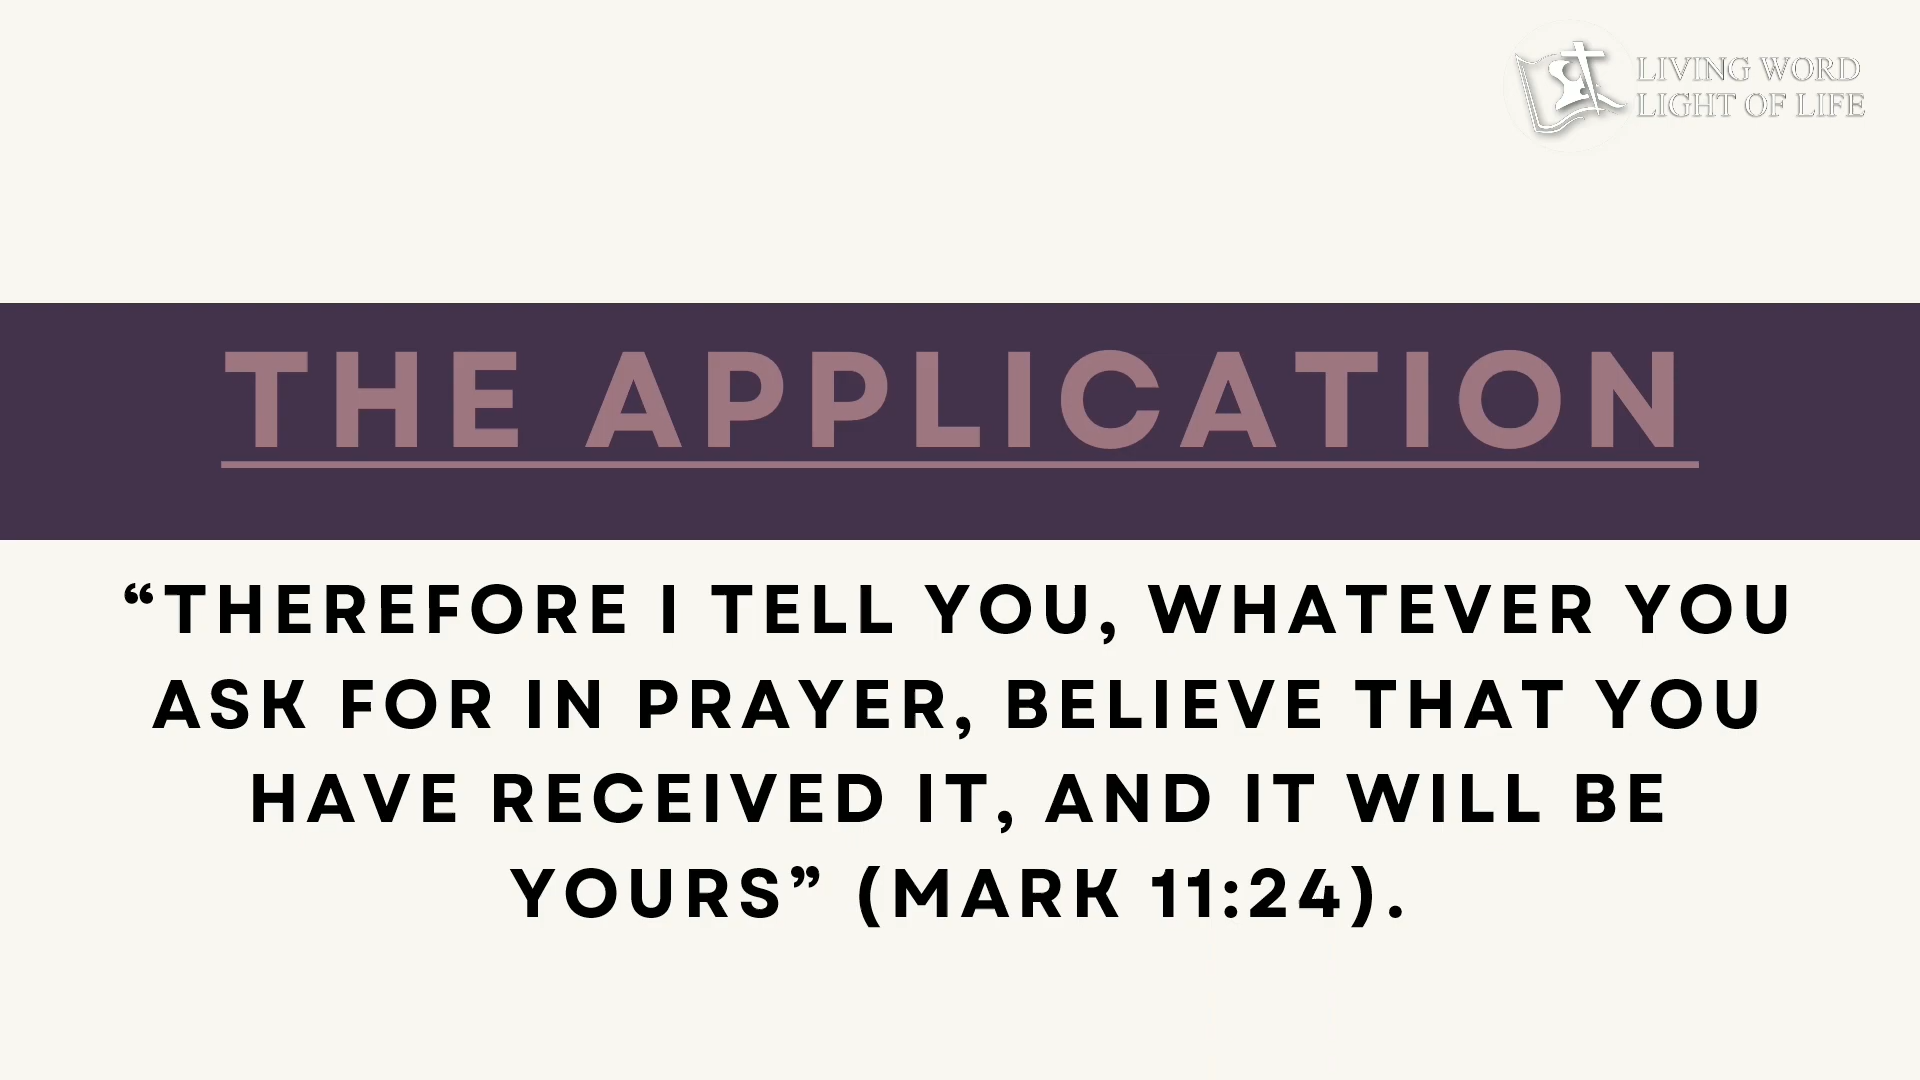 LIVING WORD
LIGHT OF LIFE
THE APPLICATION
“THEREFORE I TELL YOU, WHATEVER YOU
ASK FOR IN PRAYER, BELIEVE THAT YOU
HAVE RECEIVED IT, AND IT WILL BE
YOURS” (MARK 11:24).